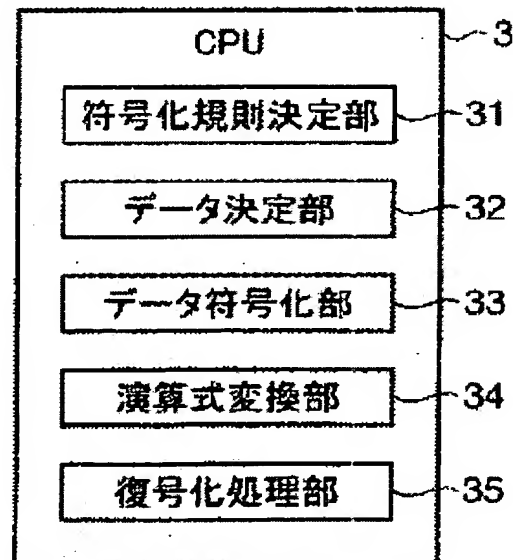 CPU 3
符号化規則決定部 31
データ決定部 32
データ符号化部 33
演算式変換部 34
復号化処理部 35